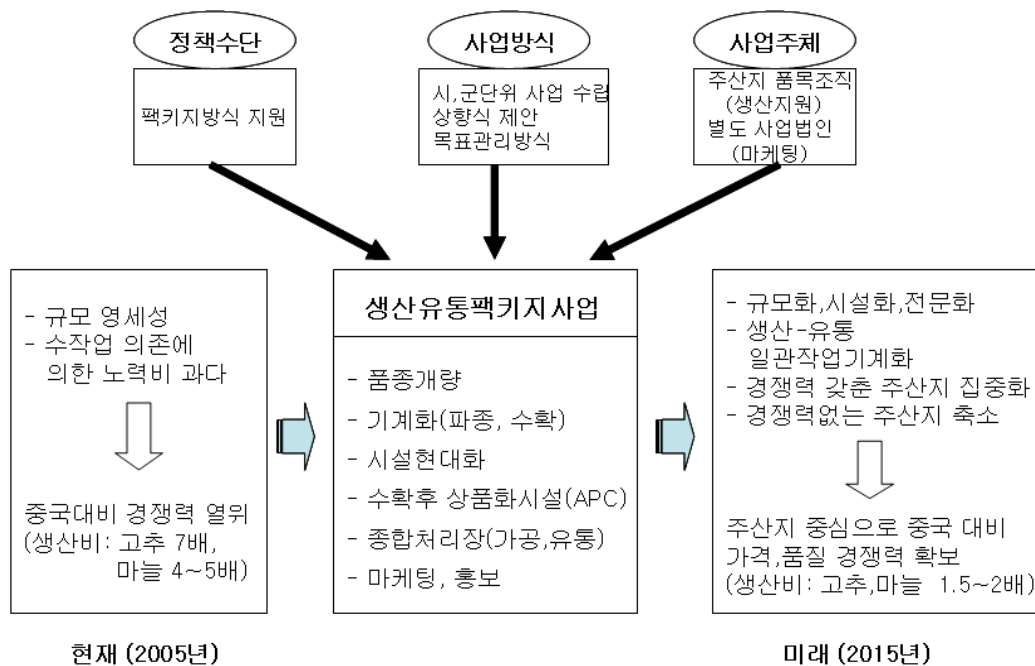 정책수단
팩키지방식 지원
사업방식
시,군단위 사업 수립
상향식 제안
목표관리방식
사업주체
주산지 품목조직
(생산지원)
별도 사업법인
(마케팅)
- 규모 영세성
- 수작업 의존에
의한 노력비 과다
중국대비 경쟁력 열위
(생산비: 고추 7배,
마늘 4~5배)
현재 (2005년)
생산유통팩키지사업
- 품종개량
- 기계화(파종, 수확)
- 시설현대화
- 수확후 상품화시설(APC)
- 종합처리장(가공,유통)
- 마케팅, 홍보
- 규모화,시설화,전문화
- 생산-유통
일관작업기계화
- 경쟁력 갖춘 주산지 집중화
- 경쟁력없는 주산지 축소
주산지 중심으로 중국 대비
가격,품질 경쟁력 확보
(생산비: 고추,마늘 1.5~2배)
미래 (2015년)